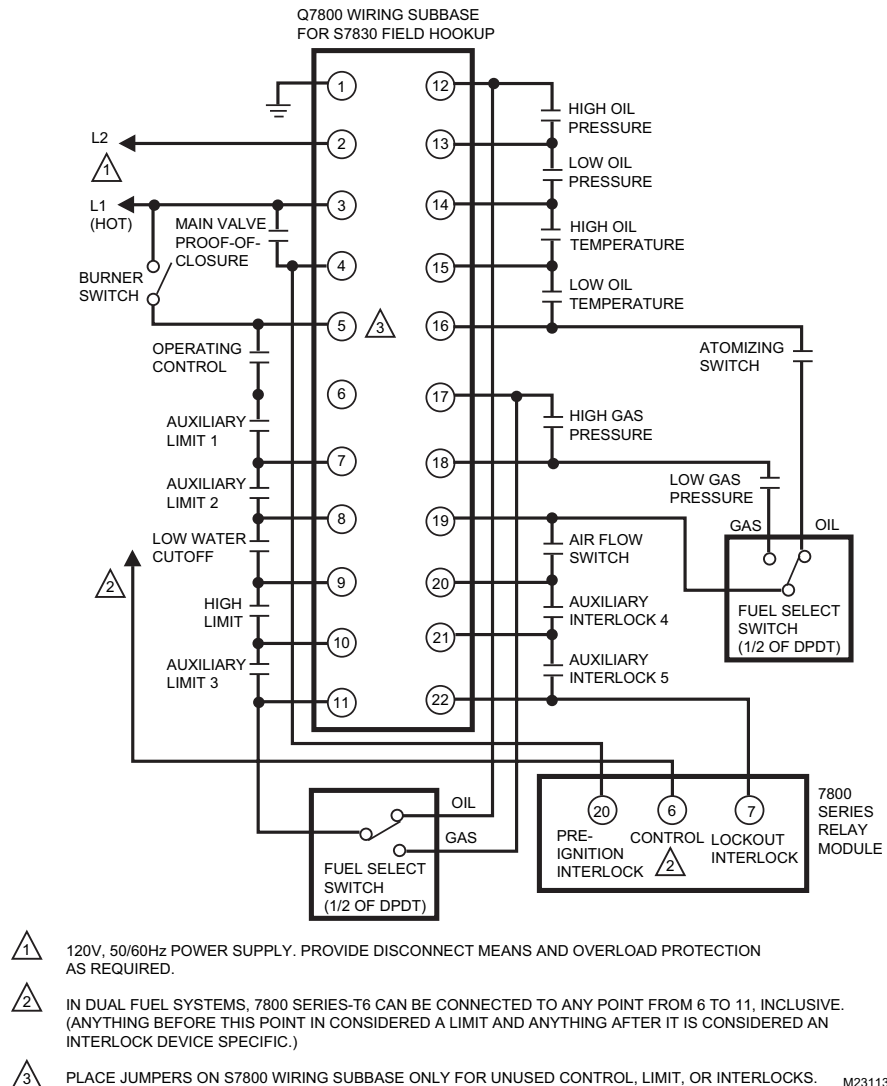 Q7800 WIRING SUBBASE
FOR S7830 FIELD HOOKUP
1
12
HIGH OIL
PRESSURE
L2
1
2
13
LOW OIL
PRESSURE
L1
(HOT)
MAIN VALVE
PROOF-OF-
CLOSURE
3
14
HIGH OIL
TEMPERATURE
BURNER
SWITCH
4
15
LOW OIL
TEMPERATURE
5
3
16
OPERATING
CONTROL
ATOMIZING
SWITCH
6
17
AUXILIARY
LIMIT 1
HIGH GAS
PRESSURE
7
18
AUXILIARY
LIMIT 2
LOW GAS
PRESSURE
8
19
GAS
OIL
LOW WATER
CUTOFF
AIR FLOW
SWITCH
2
9
20
HIGH
LIMIT
AUXILIARY
INTERLOCK 4
FUEL SELECT
SWITCH
(1/2 OF DPDT)
10
21
AUXILIARY
LIMIT 3
AUXILIARY
INTERLOCK 5
11
22
OIL
GAS
FUEL SELECT
SWITCH
(1/2 OF DPDT)
20
6
7
PRE-
IGNITION
INTERLOCK
CONTROL
2
LOCKOUT
INTERLOCK
7800
SERIES
RELAY
MODULE
1
120V, 50/60Hz POWER SUPPLY. PROVIDE DISCONNECT MEANS AND OVERLOAD PROTECTION
AS REQUIRED.
2
IN DUAL FUEL SYSTEMS, 7800 SERIES-T6 CAN BE CONNECTED TO ANY POINT FROM 6 TO 11, INCLUSIVE.
(ANYTHING BEFORE THIS POINT IN CONSIDERED A LIMIT AND ANYTHING AFTER IT IS CONSIDERED AN
INTERLOCK DEVICE SPECIFIC.)
3
PLACE JUMPERS ON S7800 WIRING SUBBASE ONLY FOR UNUSED CONTROL, LIMIT, OR INTERLOCKS.